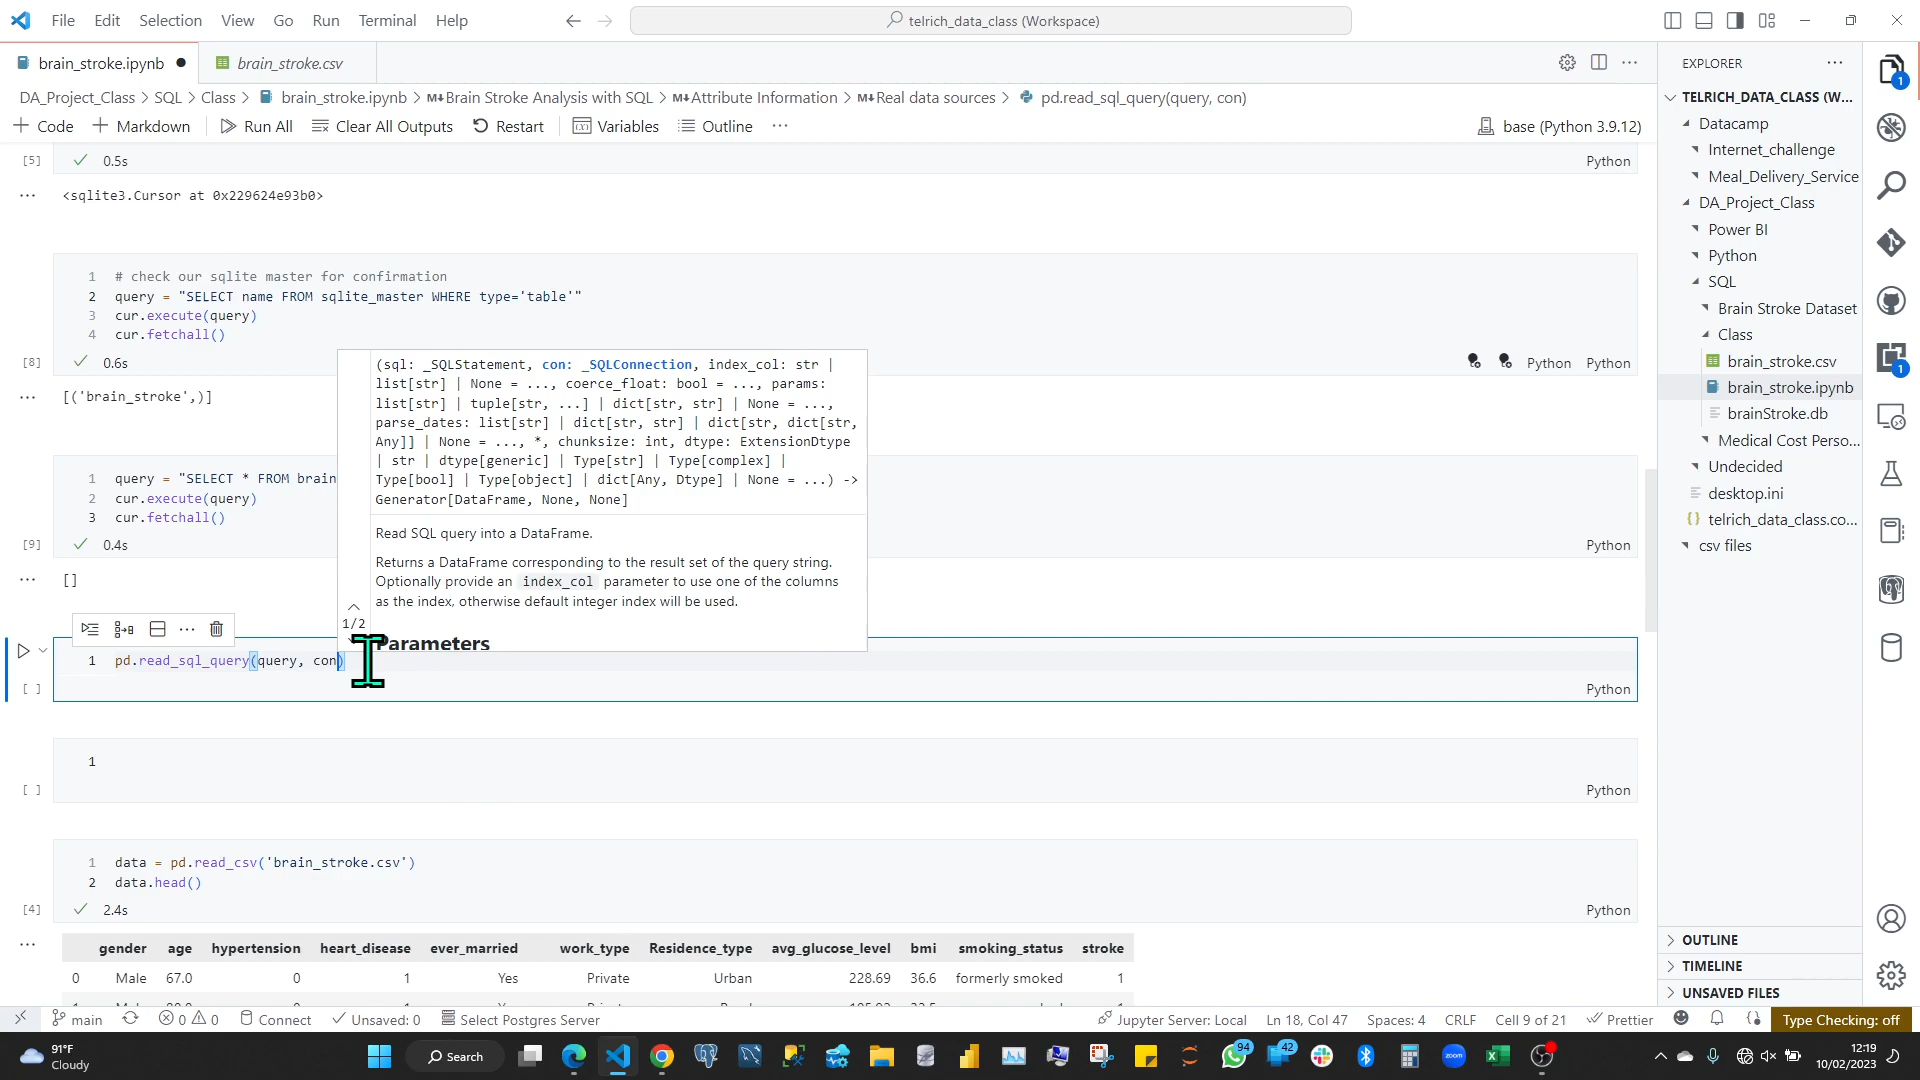 File Edit Selection View Go Run Terminal Help
telrich_data_class (Workspace)
brain_stroke.ipynb
brain_stroke.csv
DA_Project_Class > SQL > Class > brain_stroke.ipynb > M↓Brain Stroke Analysis with SQL > M↓Attribute Information > M↓Real data sources > pd.read_sql_query(query, con)
+ Code + Markdown Run All Clear All Outputs Restart Variables Outline ...
base (Python 3.9.12)
[5] 0.5s Python
... <sqlite3.Cursor at 0x229624e93b0>
1 # check our sqlite master for confirmation
2 query = "SELECT name FROM sqlite_master WHERE type='table'"
3 cur.execute(query)
4 cur.fetchall()
[8] 0.6s Python Python
... [('brain_stroke',)]
1 query = "SELECT * FROM brain
2 cur.execute(query)
3 cur.fetchall()
[9] 0.4s Python
... []
(sql: _SQLStatement, con: _SQLConnection, index_col: str |
list[str] | None = ..., coerce_float: bool = ..., params:
list[str] | tuple[str, ...] | dict[str, str] | None = ...,
parse_dates: list[str] | dict[str, str] | dict[str, dict[str,
Any]] | None = ..., *, chunksize: int, dtype: ExtensionDtype
| str | dtype[generic] | Type[str] | Type[complex] |
Type[bool] | Type[object] | dict[Any, Dtype] | None = ...) ->
Generator[DataFrame, None, None]
Read SQL query into a DataFrame.
Returns a DataFrame corresponding to the result set of the query string.
Optionally provide an index_col parameter to use one of the columns
as the index, otherwise default integer index will be used.
1/2
Parameters
1 pd.read_sql_query(query, con)
[ ] Python
1
[ ] Python
1 data = pd.read_csv('brain_stroke.csv')
2 data.head()
[4] 2.4s Python
...
gender age hypertension heart_disease ever_married work_type Residence_type avg_glucose_level bmi smoking_status stroke
0 Male 67.0 0 1 Yes Private Urban 228.69 36.6 formerly smoked 1
EXPLORER ...
TELRICH_DATA_CLASS (W...
Datacamp
Internet_challenge
Meal_Delivery_Service
DA_Project_Class
Power BI
Python
SQL
Brain Stroke Dataset
Class
brain_stroke.csv
brain_stroke.ipynb
brainStroke.db
Medical Cost Perso...
Undecided
desktop.ini
telrich_data_class.co...
csv files
OUTLINE
TIMELINE
UNSAVED FILES
1
1
main 0 0 Connect Unsaved: 0 Select Postgres Server
Jupyter Server: Local Ln 18, Col 47 Spaces: 4 CRLF Cell 9 of 21 Prettier Type Checking: off
91°F
Cloudy
Search
94
42
zoom
12:19
10/02/2023